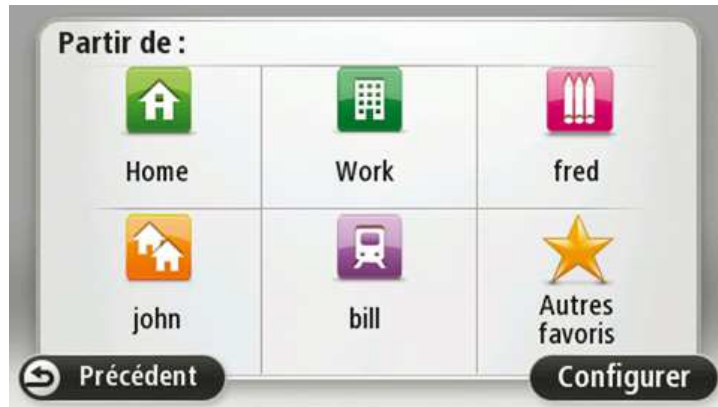 Partir de :
Home
Work
fred
john
bill
Autres
favoris
Précédent
Configurer